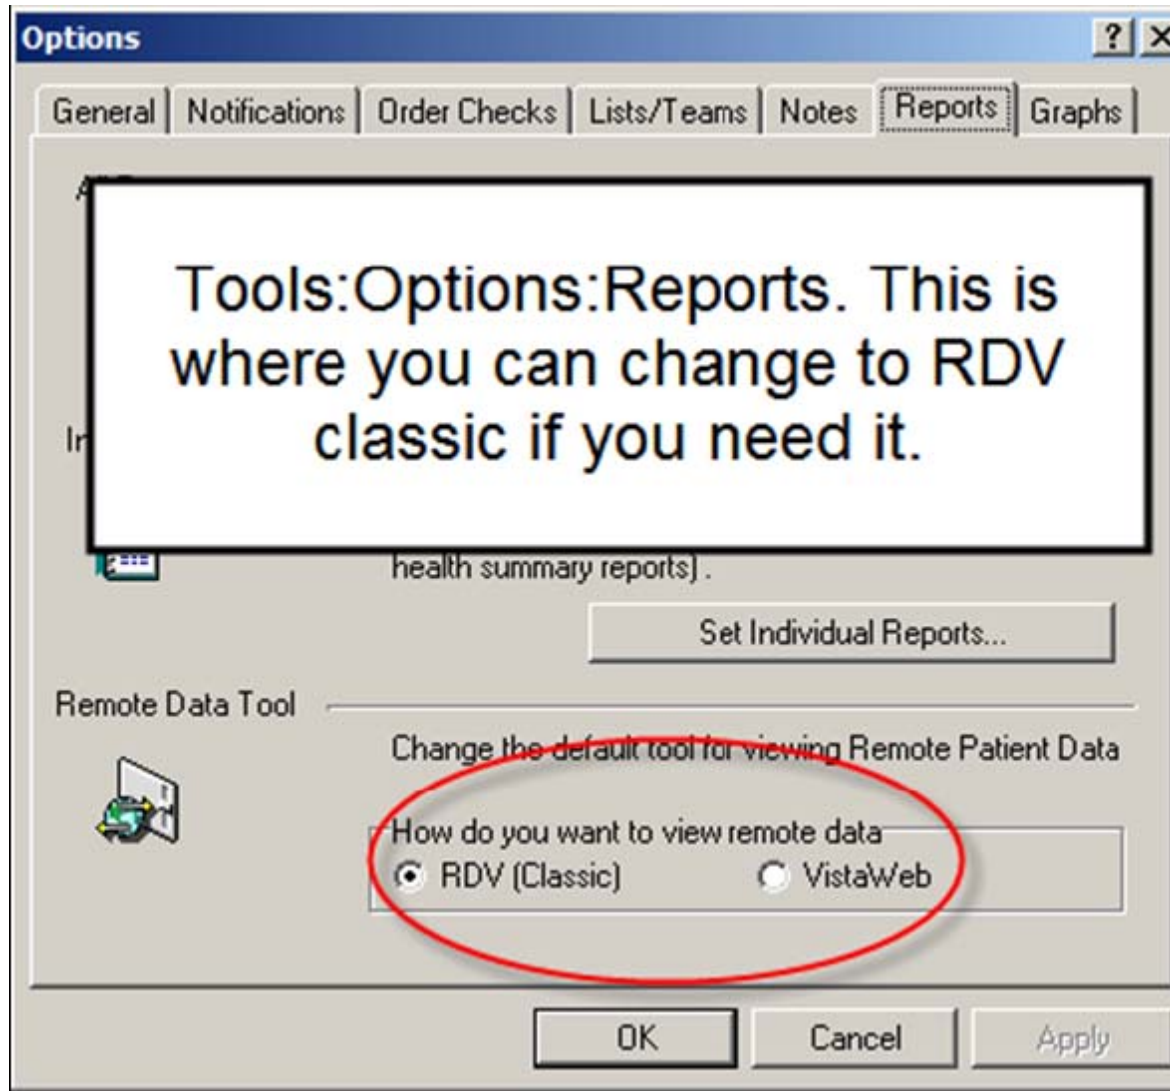 Options
General Notifications Order Checks Lists/Teams Notes Reports Graphs
Tools:Options:Reports. This is
where you can change to RDV
classic if you need it.
health summary reports) .
Set Individual Reports...
Remote Data Tool
Change the default tool for viewing Remote Patient Data
How do you want to view remote data
RDV (Classic) VistaWeb
OK Cancel Apply